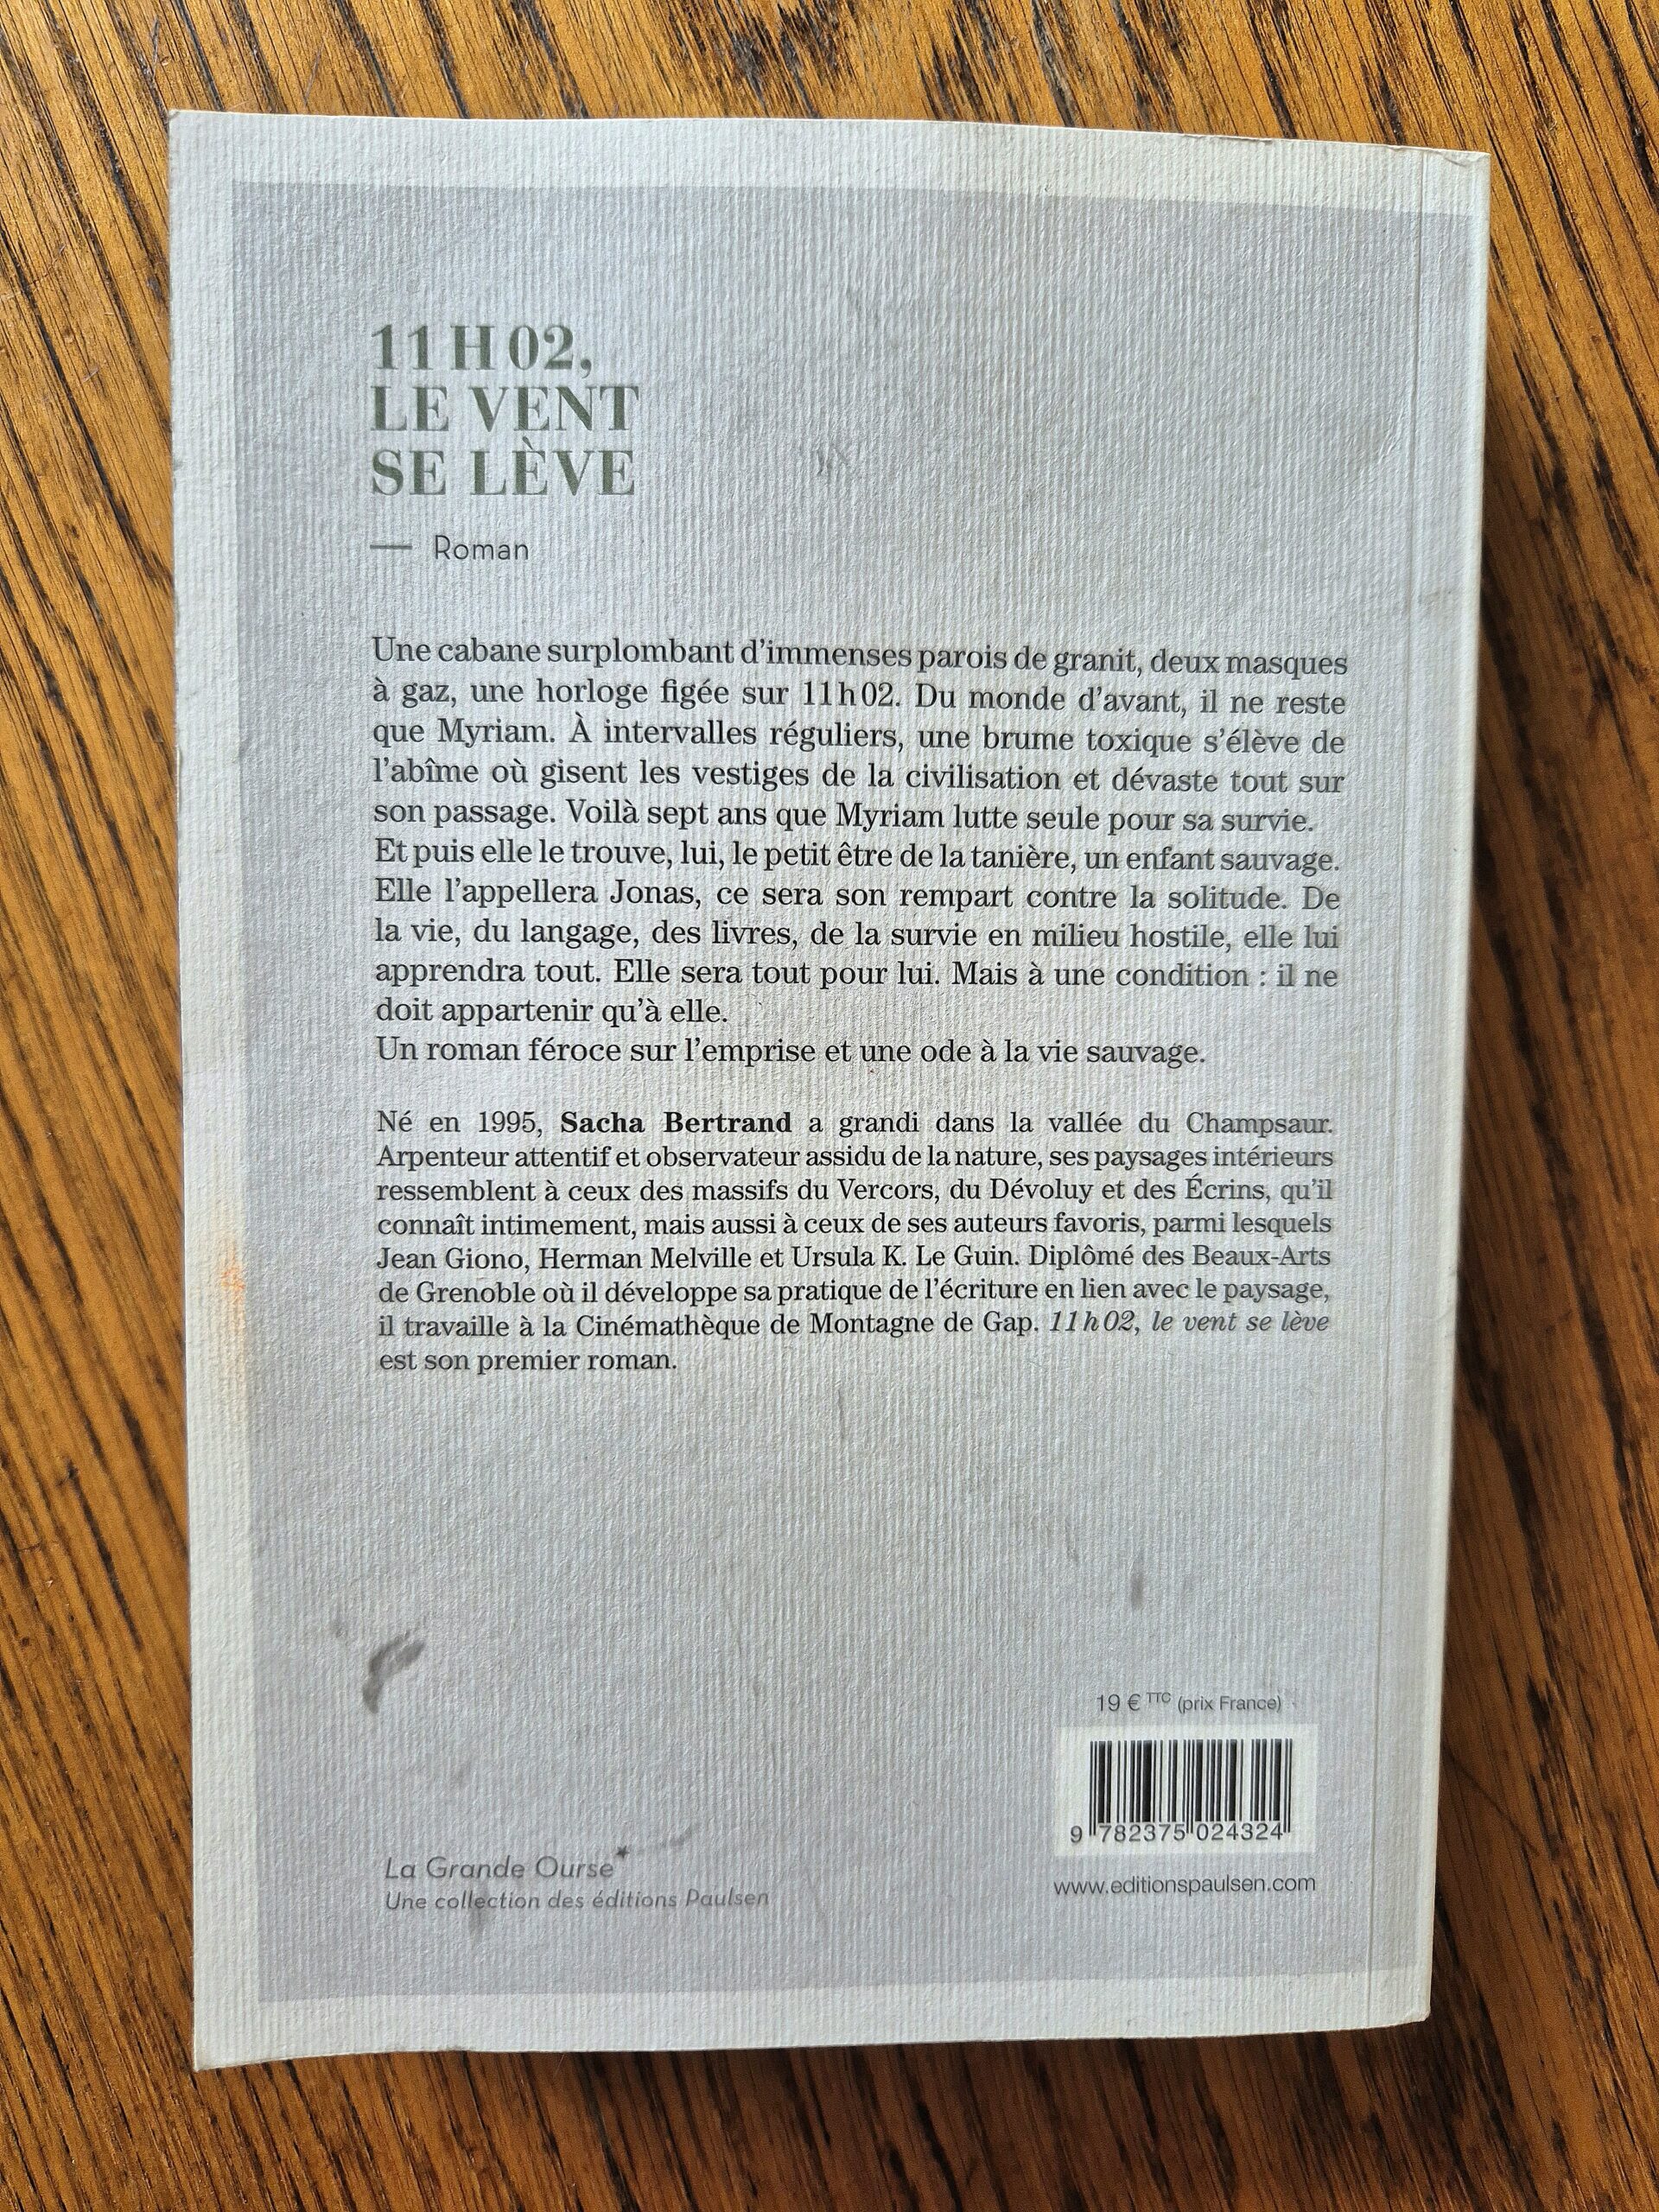 11 H 02,
LE VENT
SE LÈVE
— Roman
Une cabane surplombant d’immenses parois de granit, deux masques
à gaz, une horloge figée sur 11 h 02. Du monde d’avant, il ne reste
que Myriam. À intervalles réguliers, une brume toxique s’élève de
l’abîme où gisent les vestiges de la civilisation et dévaste tout sur
son passage. Voilà sept ans que Myriam lutte seule pour sa survie.
Et puis elle le trouve, lui, le petit être de la tanière, un enfant sauvage.
Elle l’appellera Jonas, ce sera son rempart contre la solitude. De
la vie, du langage, des livres, de la survie en milieu hostile, elle lui
apprendra tout. Elle sera tout pour lui. Mais à une condition : il ne
doit appartenir qu’à elle.
Un roman féroce sur l’emprise et une ode à la vie sauvage.
Né en 1995, Sacha Bertrand a grandi dans la vallée du Champsaur.
Arpenteur attentif et observateur assidu de la nature, ses paysages intérieurs
ressemblent à ceux des massifs du Vercors, du Dévoluy et des Écrins, qu’il
connaît intimement, mais aussi à ceux de ses auteurs favoris, parmi lesquels
Jean Giono, Herman Melville et Ursula K. Le Guin. Diplômé des Beaux-Arts
de Grenoble où il développe sa pratique de l’écriture en lien avec le paysage,
il travaille à la Cinémathèque de Montagne de Gap. 11 h 02, le vent se lève
est son premier roman.
19 € TTC (prix France)
9 782375 024324
La Grande Ourse
Une collection des éditions Paulsen
www.editionspaulsen.com